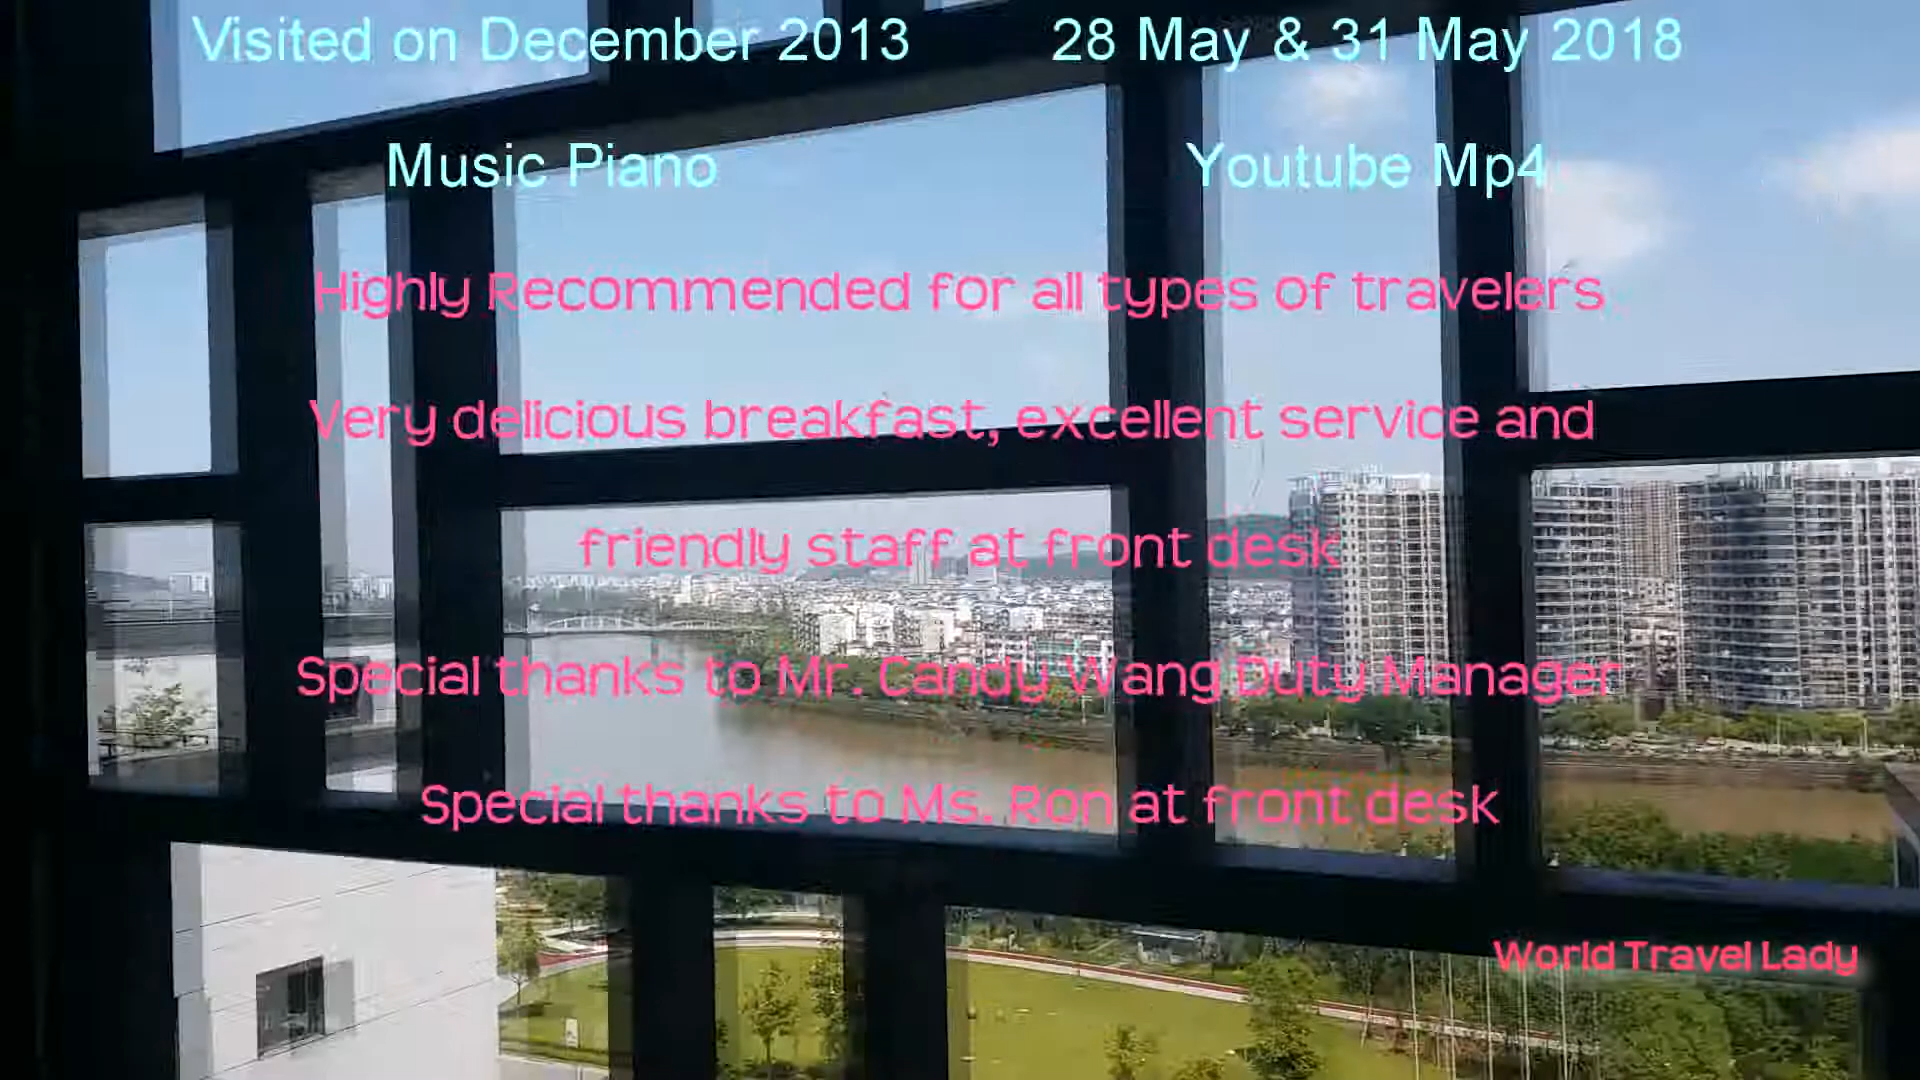 Visited on December 2013 28 May & 31 May 2018
Music Piano Youtube Mp4
Highly Recommended for all types of travelers
Very delicious breakfast, excellent service and
friendly staff at front desk
Special thanks to Mr. Candy Wang Duty Manager
Special thanks to Ms. Ron at front desk
World Travel Lady